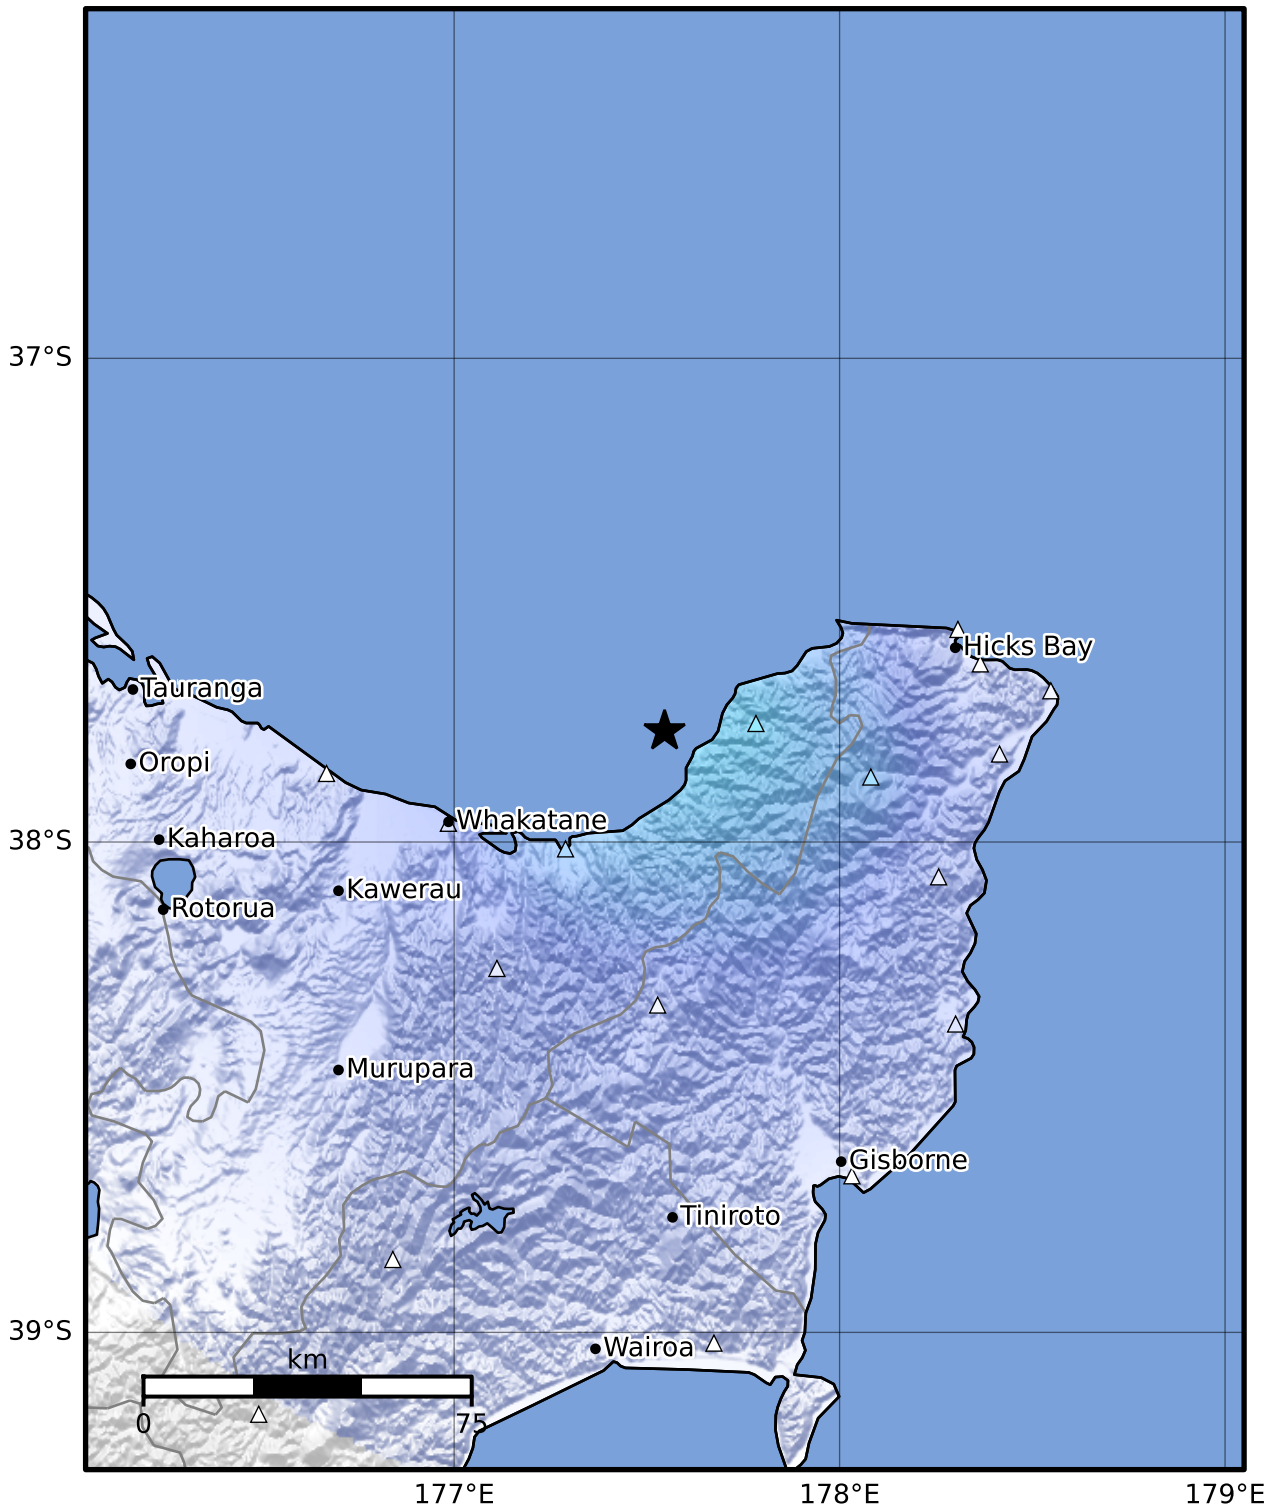 37°S
Hicks Bay
Tauranga
Oropi
Whakatane
38°S
Kaharoa
Kawerau
Rotorua
Murupara
Gisborne
Tiniroto
39°S
Wairoa
km
0
75
177°E
178°E
179°E